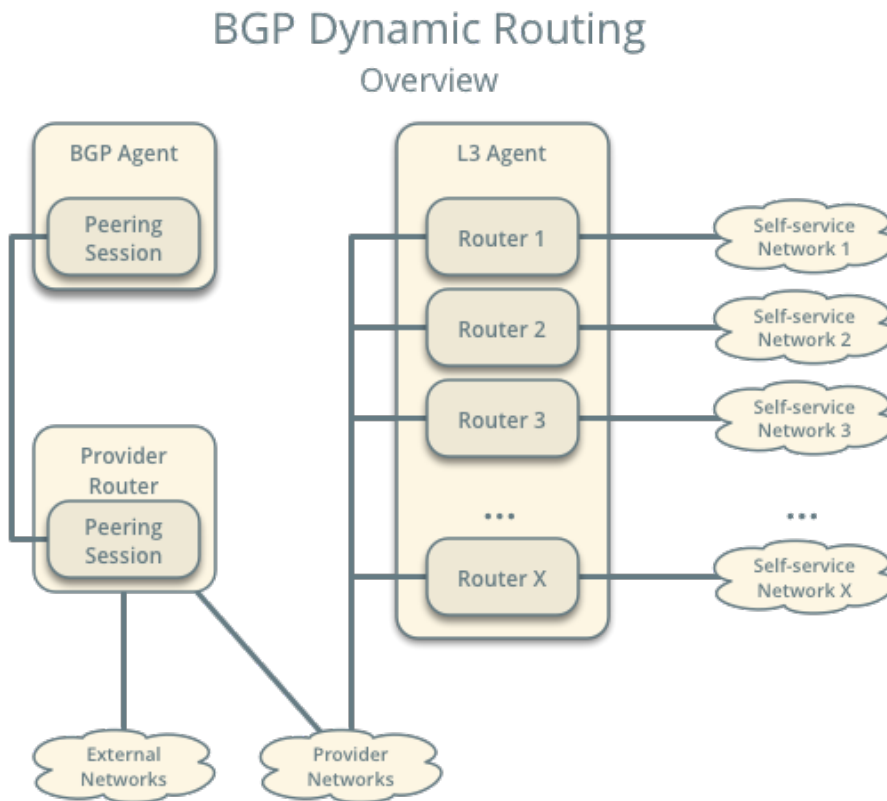 BGP Dynamic Routing
Overview
BGP Agent
Peering
Session
Provider
Router
Peering
Session
External
Networks
Provider
Networks
L3 Agent
Router 1
Router 2
Router 3
...
Router X
Self-service
Network 1
Self-service
Network 2
Self-service
Network 3
...
Self-service
Network X